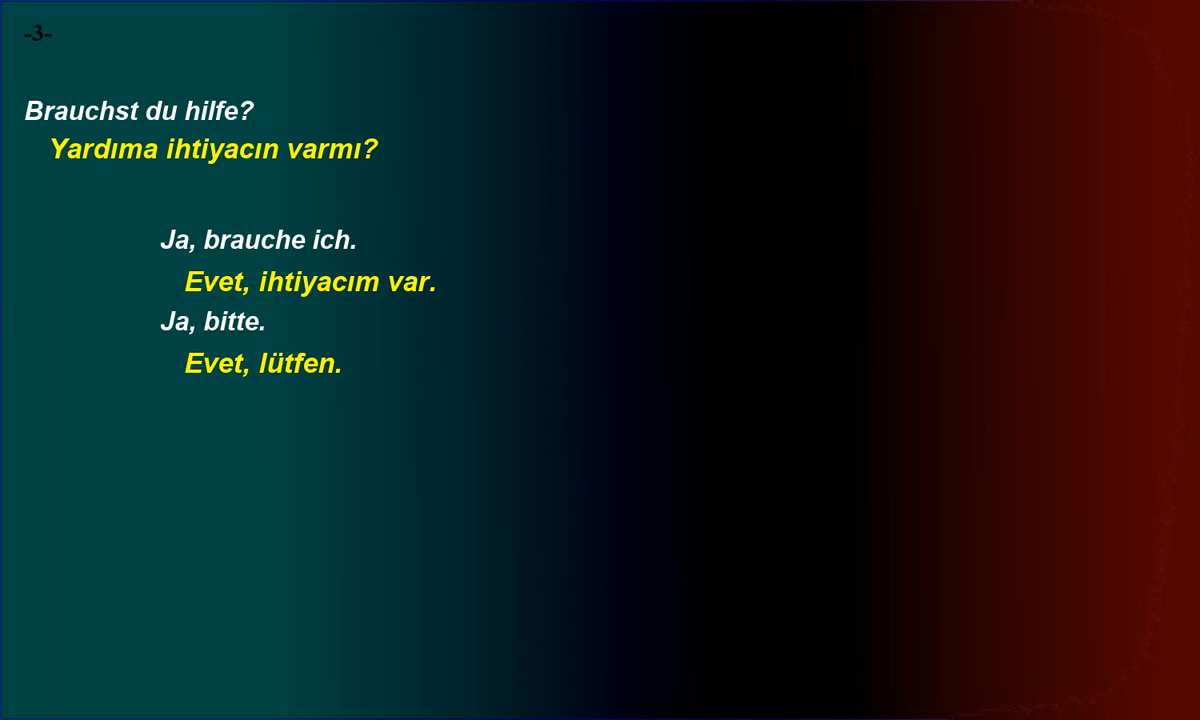 -3-
Brauchst du hilfe?
Yardıma ihtiyacın varmı?
Ja, brauche ich.
Evet, ihtiyacım var.
Ja, bitte.
Evet, lütfen.